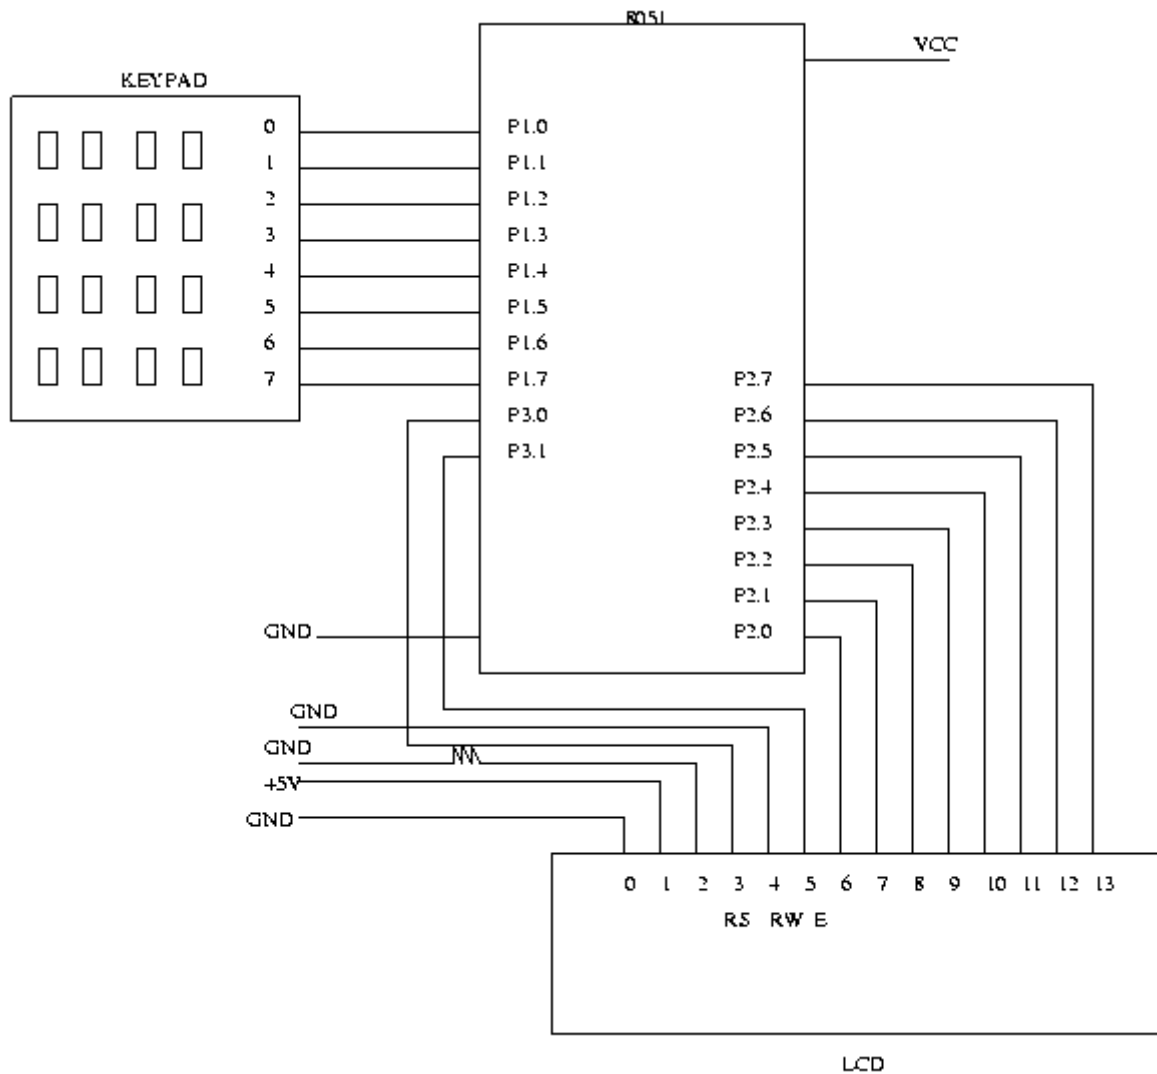 8051
VCC
KEYPAD
0 P1.0
1 P1.1
2 P1.2
3 P1.3
4 P1.4
5 P1.5
6 P1.6
7 P1.7 P2.7
P3.0 P2.6
P3.1 P2.5
P2.4
P2.3
P2.2
P2.1
GND P2.0
GND
GND
+5V
GND
0 1 2 3 4 5 6 7 8 9 10 11 12 13
RS RW E
LCD